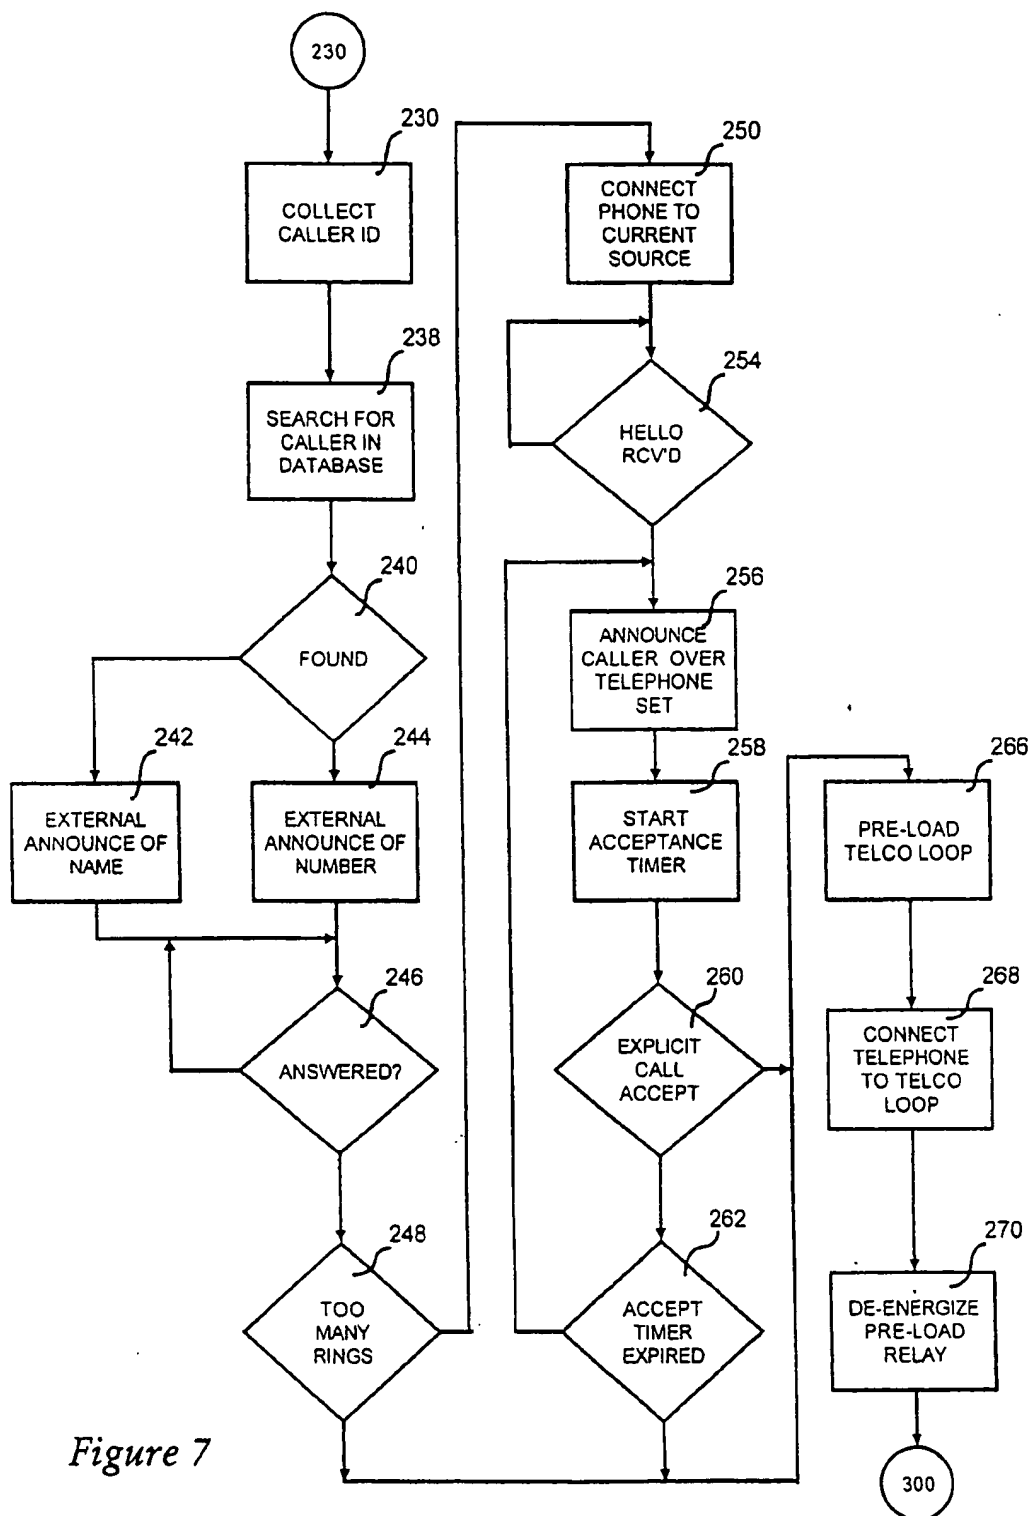 230
230
COLLECT
CALLER ID
238
SEARCH FOR
CALLER IN
DATABASE
240
FOUND
242
EXTERNAL
ANNOUNCE OF
NAME
244
EXTERNAL
ANNOUNCE OF
NUMBER
246
ANSWERED?
248
TOO
MANY
RINGS
250
CONNECT
PHONE TO
CURRENT
SOURCE
254
HELLO
RCV'D
256
ANNOUNCE
CALLER OVER
TELEPHONE
SET
258
START
ACCEPTANCE
TIMER
260
EXPLICIT
CALL
ACCEPT
262
ACCEPT
TIMER
EXPIRED
266
PRE-LOAD
TELCO LOOP
268
CONNECT
TELEPHONE
TO TELCO
LOOP
270
DE-ENERGIZE
PRE-LOAD
RELAY
300
Figure 7